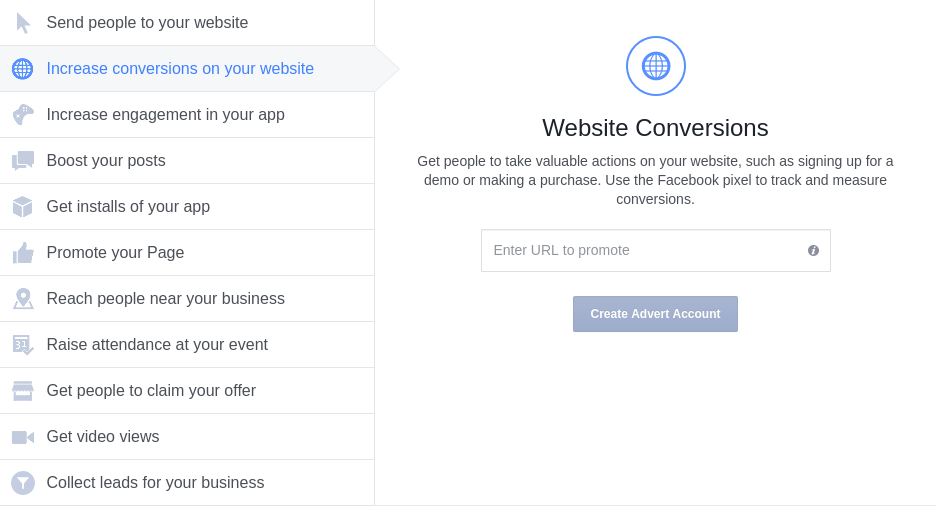 Send people to your website
Increase conversions on your website
Increase engagement in your app
Boost your posts
Get installs of your app
Promote your Page
Reach people near your business
31
Raise attendance at your event
Get people to claim your offer
Get video views
Collect leads for your business
Website Conversions
Get people to take valuable actions on your website, such as signing up for a
demo or making a purchase. Use the Facebook pixel to track and measure
conversions.
Enter URL to promote
i
Create Advert Account